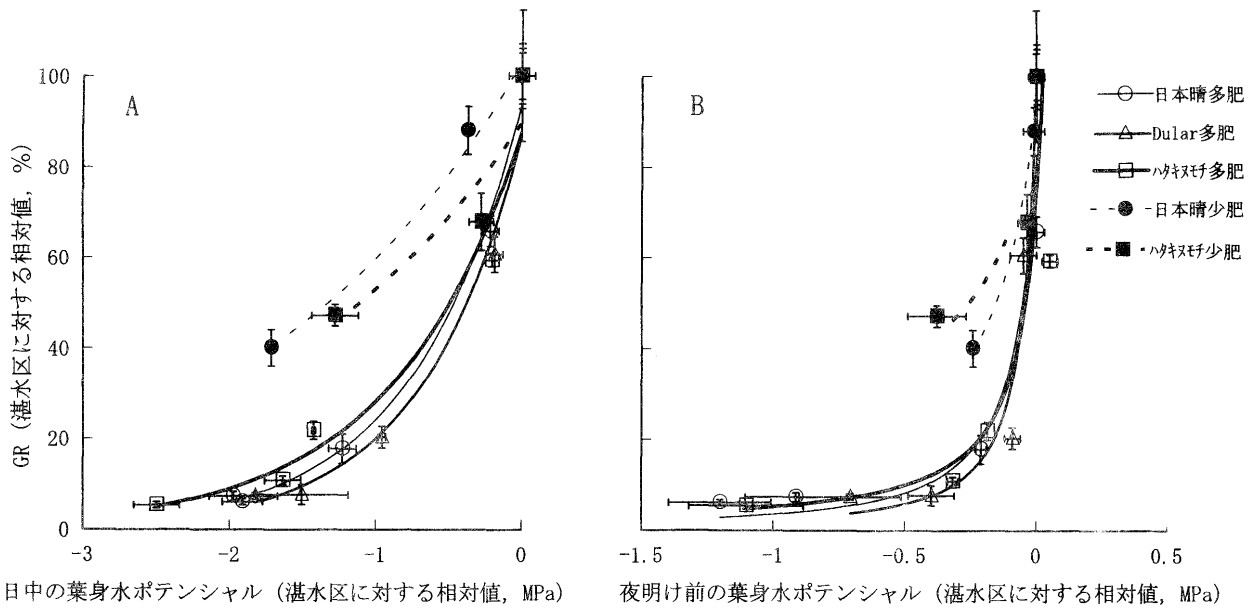 GR (湛水区に対する相対値, %)
100
80
60
40
20
0
A
-3
-2
-1
0
日中の葉身水ポテンシャル (湛水区に対する相対値, MPa)
B
-1.5
-1
-0.5
0
0.5
夜明け前の葉身水ポテンシャル (湛水区に対する相対値, MPa)
日本晴多肥
Dular多肥
ハタキヌモチ多肥
日本晴少肥
ハタキヌモチ少肥